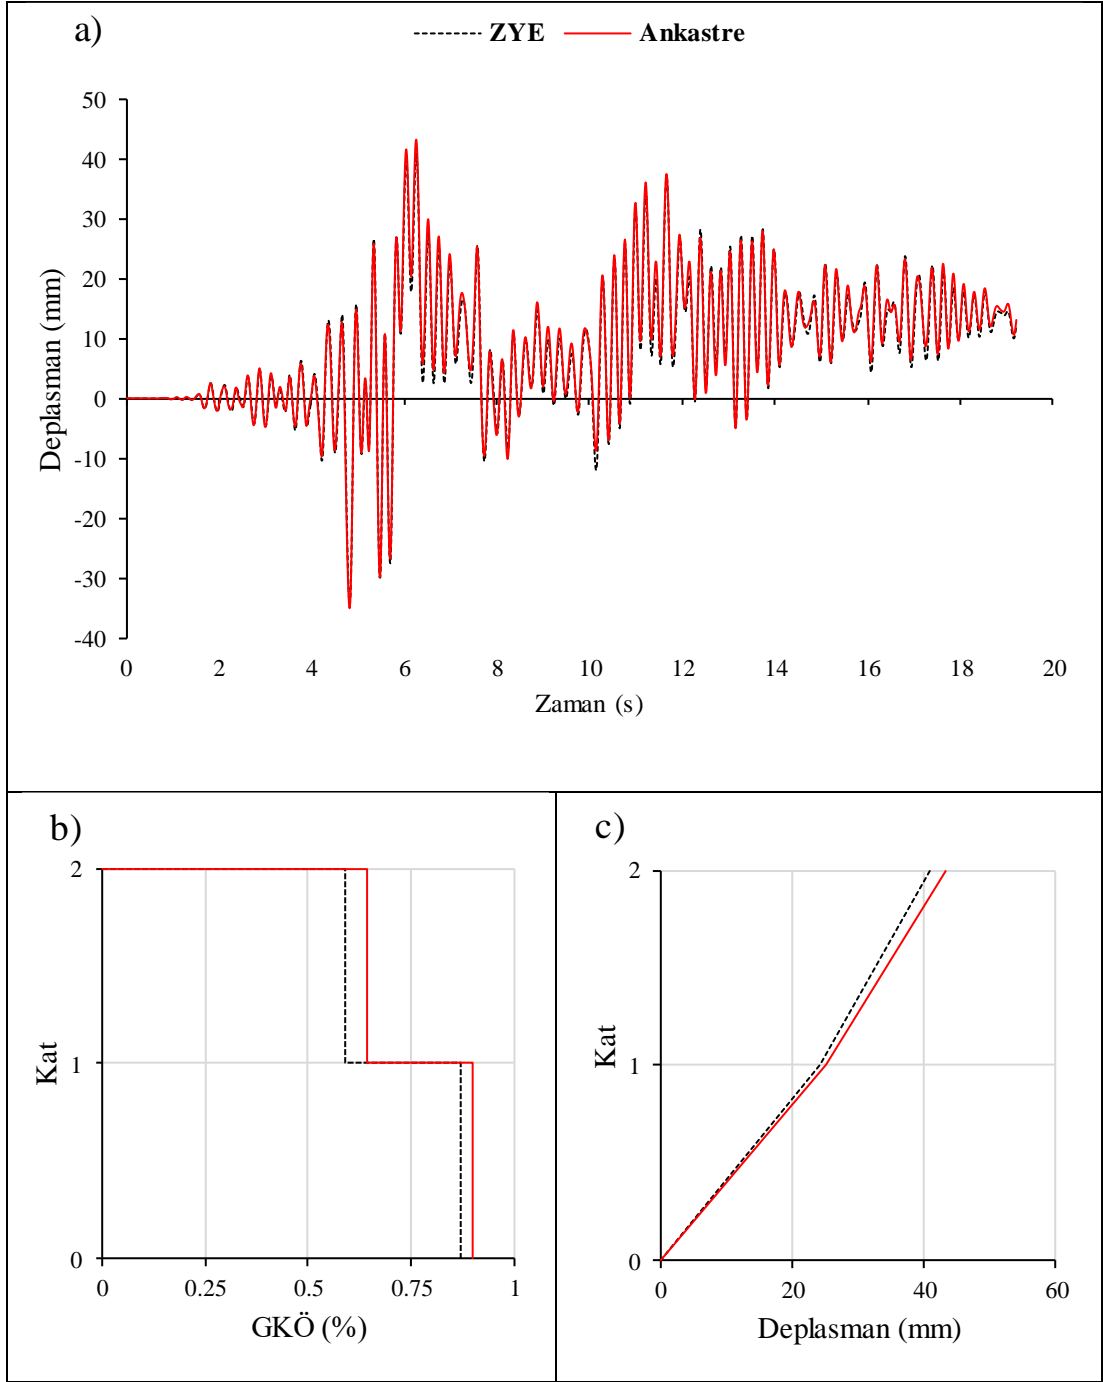 a)
ZYE Ankastre
50
40
30
20
10
0
-10
-20
-30
-40
Deplasman (mm)
0 2 4 6 8 10 12 14 16 18 20
Zaman (s)
b)
2
1
0
Kat
0 0.25 0.5 0.75 1
GKÖ (%)
c)
2
1
0
Kat
0 20 40 60
Deplasman (mm)